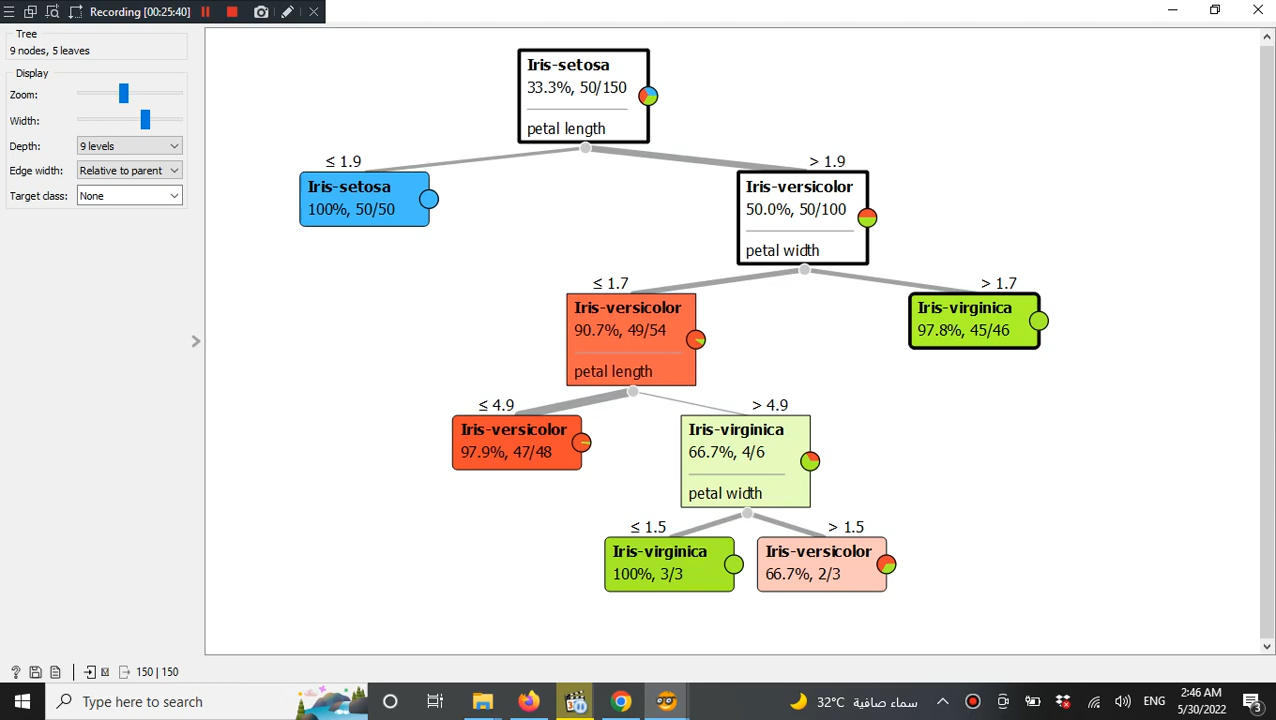 Recording [00:25:40]
Tree
9 nodes, 5 leaves
Display
Zoom:
Width:
Depth: 9 levels
Edge width: Relative to parent
Target class: None
Iris-setosa
33.3%, 50/150
petal length
≤ 1.9
> 1.9
Iris-setosa
100%, 50/50
Iris-versicolor
50.0%, 50/100
petal width
≤ 1.7
> 1.7
Iris-versicolor
90.7%, 49/54
petal length
Iris-virginica
97.8%, 45/46
≤ 4.9
> 4.9
Iris-versicolor
97.9%, 47/48
Iris-virginica
66.7%, 4/6
petal width
≤ 1.5
> 1.5
Iris-virginica
100%, 3/3
Iris-versicolor
66.7%, 2/3
? 150 | 150
Type here to search
32°C سماء صافية
ENG
2:46 AM
5/30/2022
3